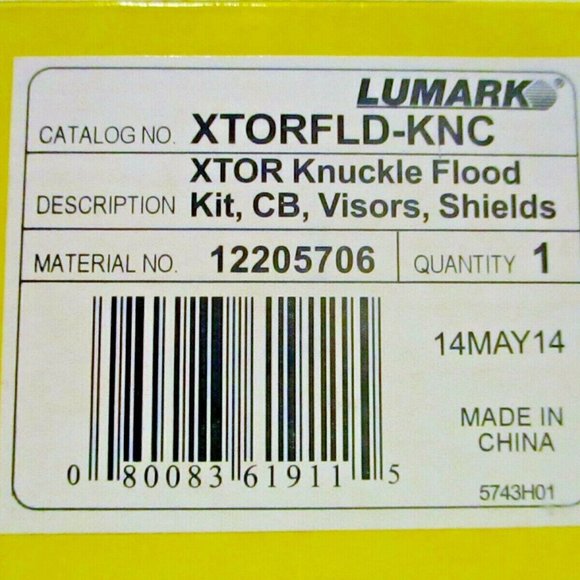 LUMARK
CATALOG NO. XTORFLD-KNC
XTOR Knuckle Flood
DESCRIPTION Kit, CB, Visors, Shields
MATERIAL NO. 12205706 QUANTITY 1
14MAY14
MADE IN
CHINA
0 80083 61911 5
5743H01